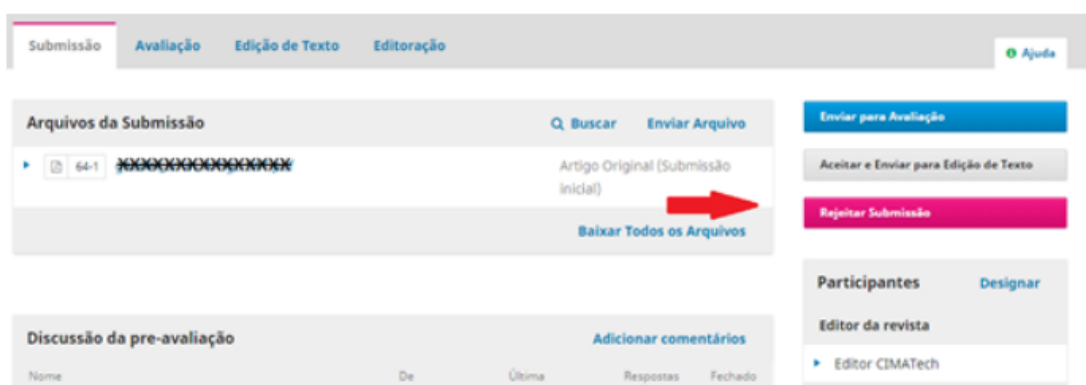 Submissão Avaliação Edição de Texto Editoração
Ajuda
Arquivos da Submissão Buscar Enviar Arquivo
64-1 XXXXXXXXXXXXXXXX Artigo Original (Submissão
inicial)
Baixar Todos os Arquivos
Enviar para Avaliação
Aceitar e Enviar para Edição de Texto
Rejeitar Submissão
Participantes Designar
Editor da revista
Editor CIMATech
Discussão da pre-avaliação Adicionar comentários
Nome De Última Respostas Fechado